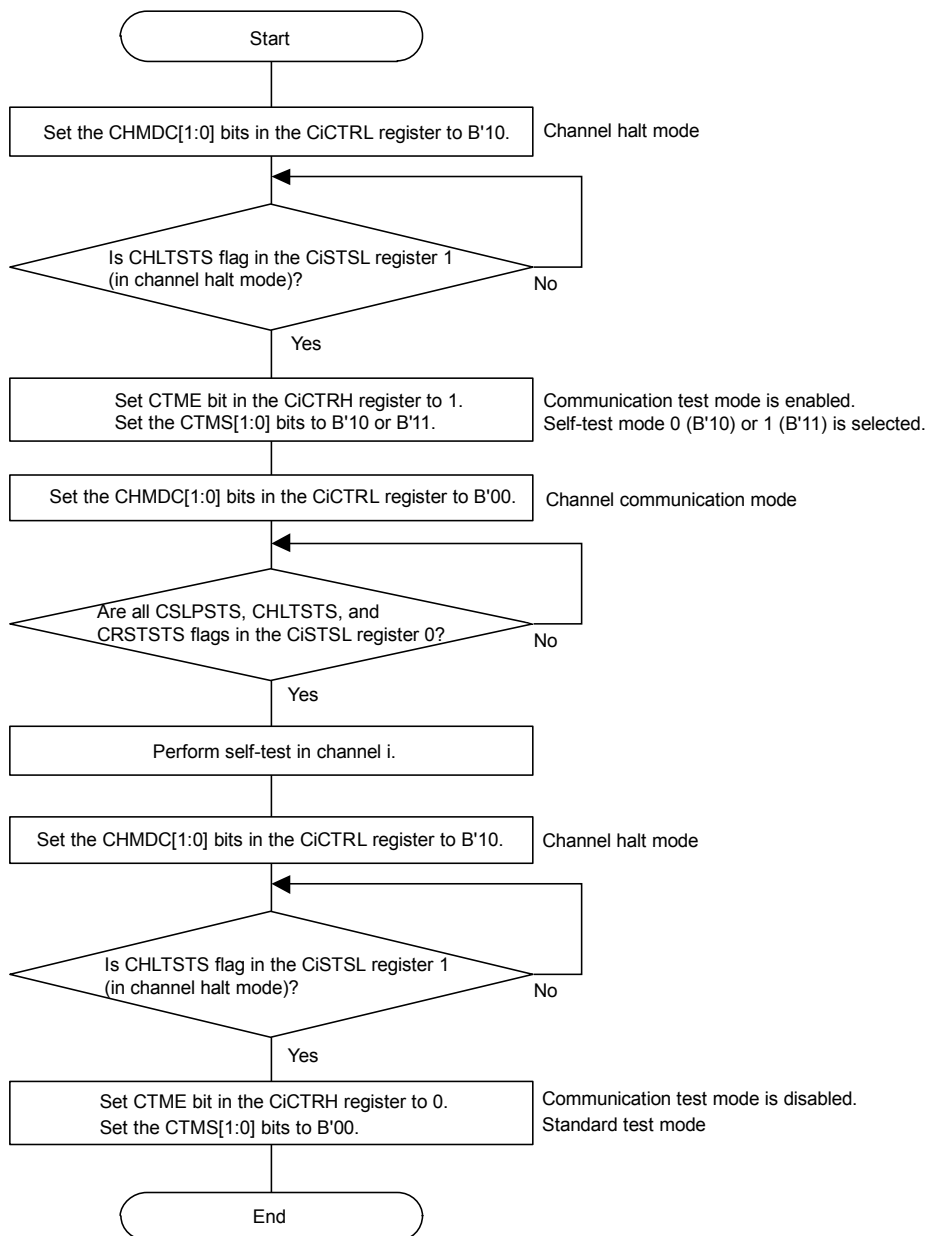 Start
Set the CHMDC[1:0] bits in the CiCTRL register to B'10.
Channel halt mode
Is CHLTSTS flag in the CiSTSL register 1
(in channel halt mode)?
No
Yes
Set CTME bit in the CiCTRH register to 1.
Set the CTMS[1:0] bits to B'10 or B'11.
Communication test mode is enabled.
Self-test mode 0 (B'10) or 1 (B'11) is selected.
Set the CHMDC[1:0] bits in the CiCTRL register to B'00.
Channel communication mode
Are all CSLPSTS, CHLTSTS, and
CRSTSTS flags in the CiSTSL register 0?
No
Yes
Perform self-test in channel i.
Set the CHMDC[1:0] bits in the CiCTRL register to B'10.
Channel halt mode
Is CHLTSTS flag in the CiSTSL register 1
(in channel halt mode)?
No
Yes
Set CTME bit in the CiCTRH register to 0.
Set the CTMS[1:0] bits to B'00.
Communication test mode is disabled.
Standard test mode
End